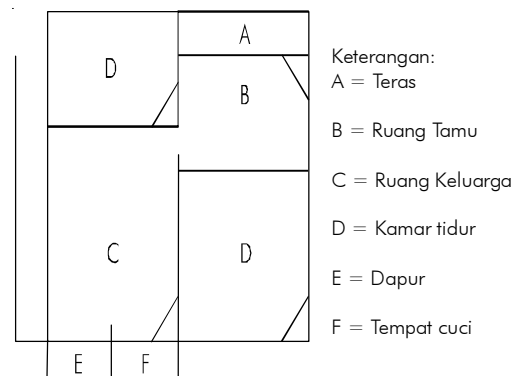 A
D
B
C
D
E
F
Keterangan:
A = Teras
B = Ruang Tamu
C = Ruang Keluarga
D = Kamar tidur
E = Dapur
F = Tempat cuci